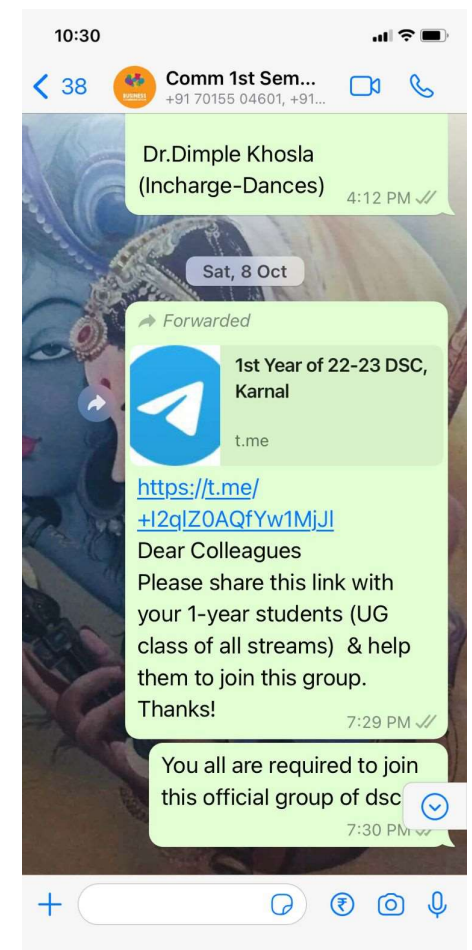 10:30
38
Comm 1st Sem...
+91 70155 04601, +91...
BUSINESS
Dr.Dimple Khosla
(Incharge-Dances)
4:12 PM
Sat, 8 Oct
Forwarded
1st Year of 22-23 DSC,
Karnal
t.me
https://t.me/
+I2qlZ0AQfYw1MjJl
Dear Colleagues
Please share this link with
your 1-year students (UG
class of all streams) & help
them to join this group.
Thanks!
7:29 PM
You all are required to join
this official group of dsc
7:30 PM
₹